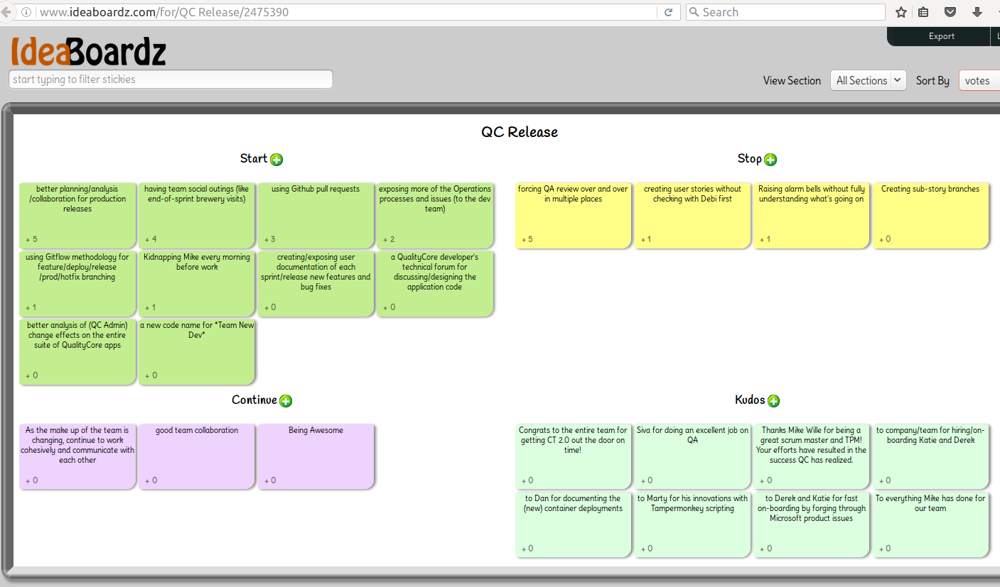 www.ideaboardz.com/for/QC Release/2475390
Search
Export
IdeaBoardz
start typing to filter stickies
View Section
All Sections
Sort By
votes
QC Release
Start
better planning/analysis
/collaboration for production
releases
+ 5
having team social outings (like
end-of-sprint brewery visits)
+ 4
using Github pull requests
+ 3
exposing more of the Operations
processes and issues (to the dev
team)
+ 2
using Gitflow methodology for
feature/deploy/release
/prod/hotfix branching
+ 1
Kidnapping Mike every morning
before work
+ 1
creating/exposing user
documentation of each
sprint/release new features and
bug fixes
+ 0
a QualityCore developer's
technical forum for
discussing/designing the
application code
+ 0
better analysis of (QC Admin)
change effects on the entire
suite of QualityCore apps
+ 0
a new code name for *Team New
Dev*
+ 0
Stop
forcing QA review over and over
in multiple places
+ 5
creating user stories without
checking with Debi first
+ 1
Raising alarm bells without fully
understanding what's going on
+ 1
Creating sub-story branches
+ 0
Continue
As the make up of the team is
changing, continue to work
cohesively and communicate with
each other
+ 0
good team collaboration
+ 0
Being Awesome
+ 0
Kudos
Congrats to the entire team for
getting CT 2.0 out the door on
time!
+ 0
Siva for doing an excellent job on
QA
+ 0
Thanks Mike Wille for being a
great scrum master and TPM!
Your efforts have resulted in the
success QC has realized.
+ 0
to company/team for hiring/on-
boarding Katie and Derek
+ 0
to Dan for documenting the
(new) container deployments
+ 0
to Marty for his innovations with
Tampermonkey scripting
+ 0
to Derek and Katie for fast
on-boarding by forging through
Microsoft product issues
+ 0
To everything Mike has done for
our team
+ 0